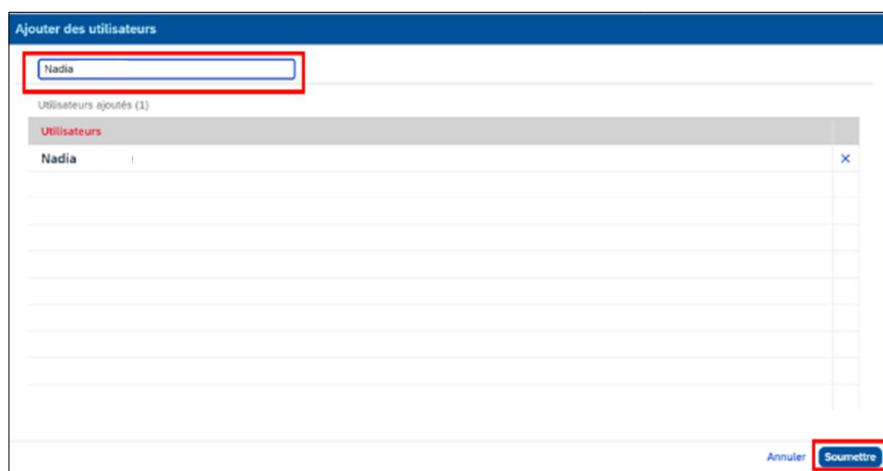 Ajouter des utilisateurs
Nadia
Utilisateurs ajoutés (1)
Utilisateurs
Nadia
Annuler Soumettre